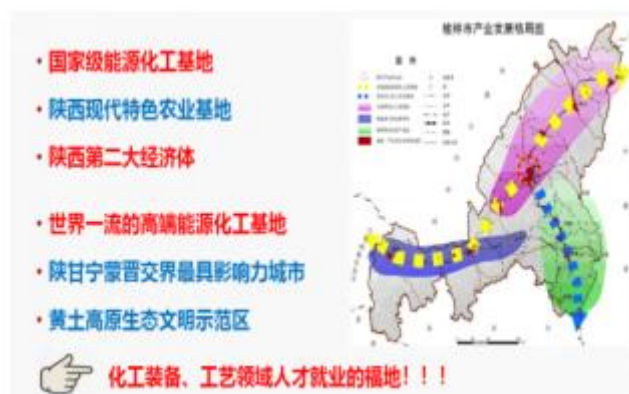 榆林市产业发展格局图
图 例
• 国家级能源化工基地
• 陕西现代特色农业基地
• 陕西第二大经济体
• 世界一流的高端能源化工基地
• 陕甘宁蒙晋交界最具影响力城市
• 黄土高原生态文明示范区
化工装备、工艺领域人才就业的福地！！！